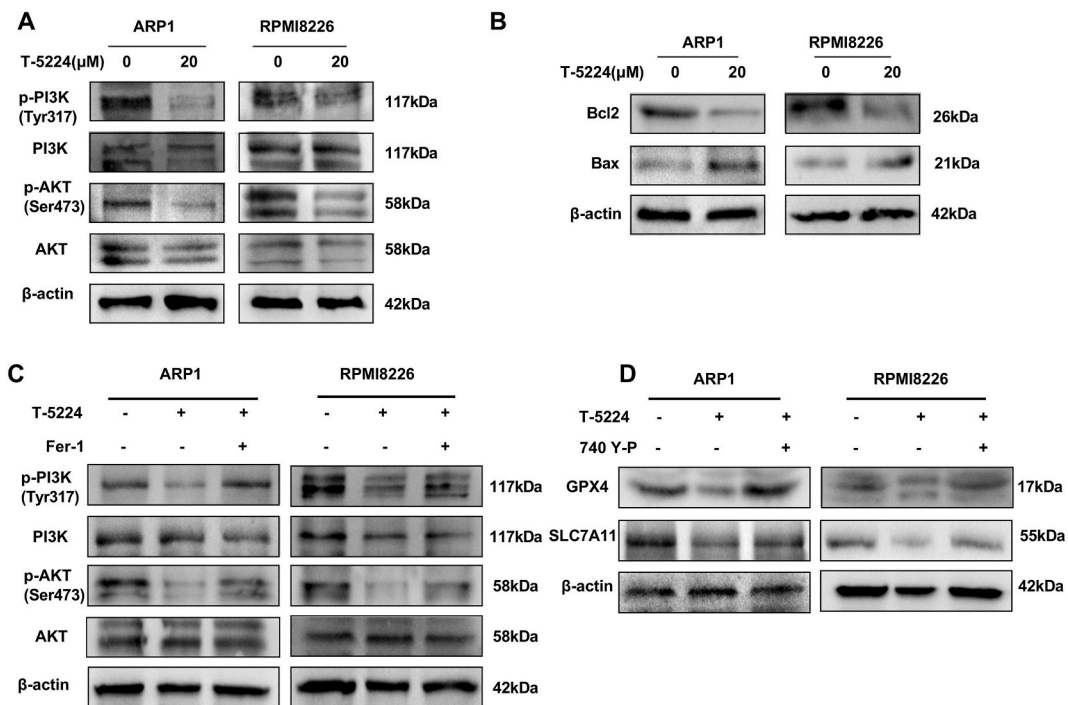 A
ARP1 RPMI8226
T-5224(μM) 0 20 0 20
p-PI3K
(Tyr317) 117kDa
PI3K 117kDa
p-AKT
(Ser473) 58kDa
AKT 58kDa
β-actin 42kDa
B
ARP1 RPMI8226
T-5224(μM) 0 20 0 20
Bcl2 26kDa
Bax 21kDa
β-actin 42kDa
C
ARP1 RPMI8226
T-5224 - + + - + +
Fer-1 - - + - - +
p-PI3K
(Tyr317) 117kDa
PI3K 117kDa
p-AKT
(Ser473) 58kDa
AKT 58kDa
β-actin 42kDa
D
ARP1 RPMI8226
T-5224 - + + - + +
740 Y-P - - + - - +
GPX4 17kDa
SLC7A11 55kDa
β-actin 42kDa